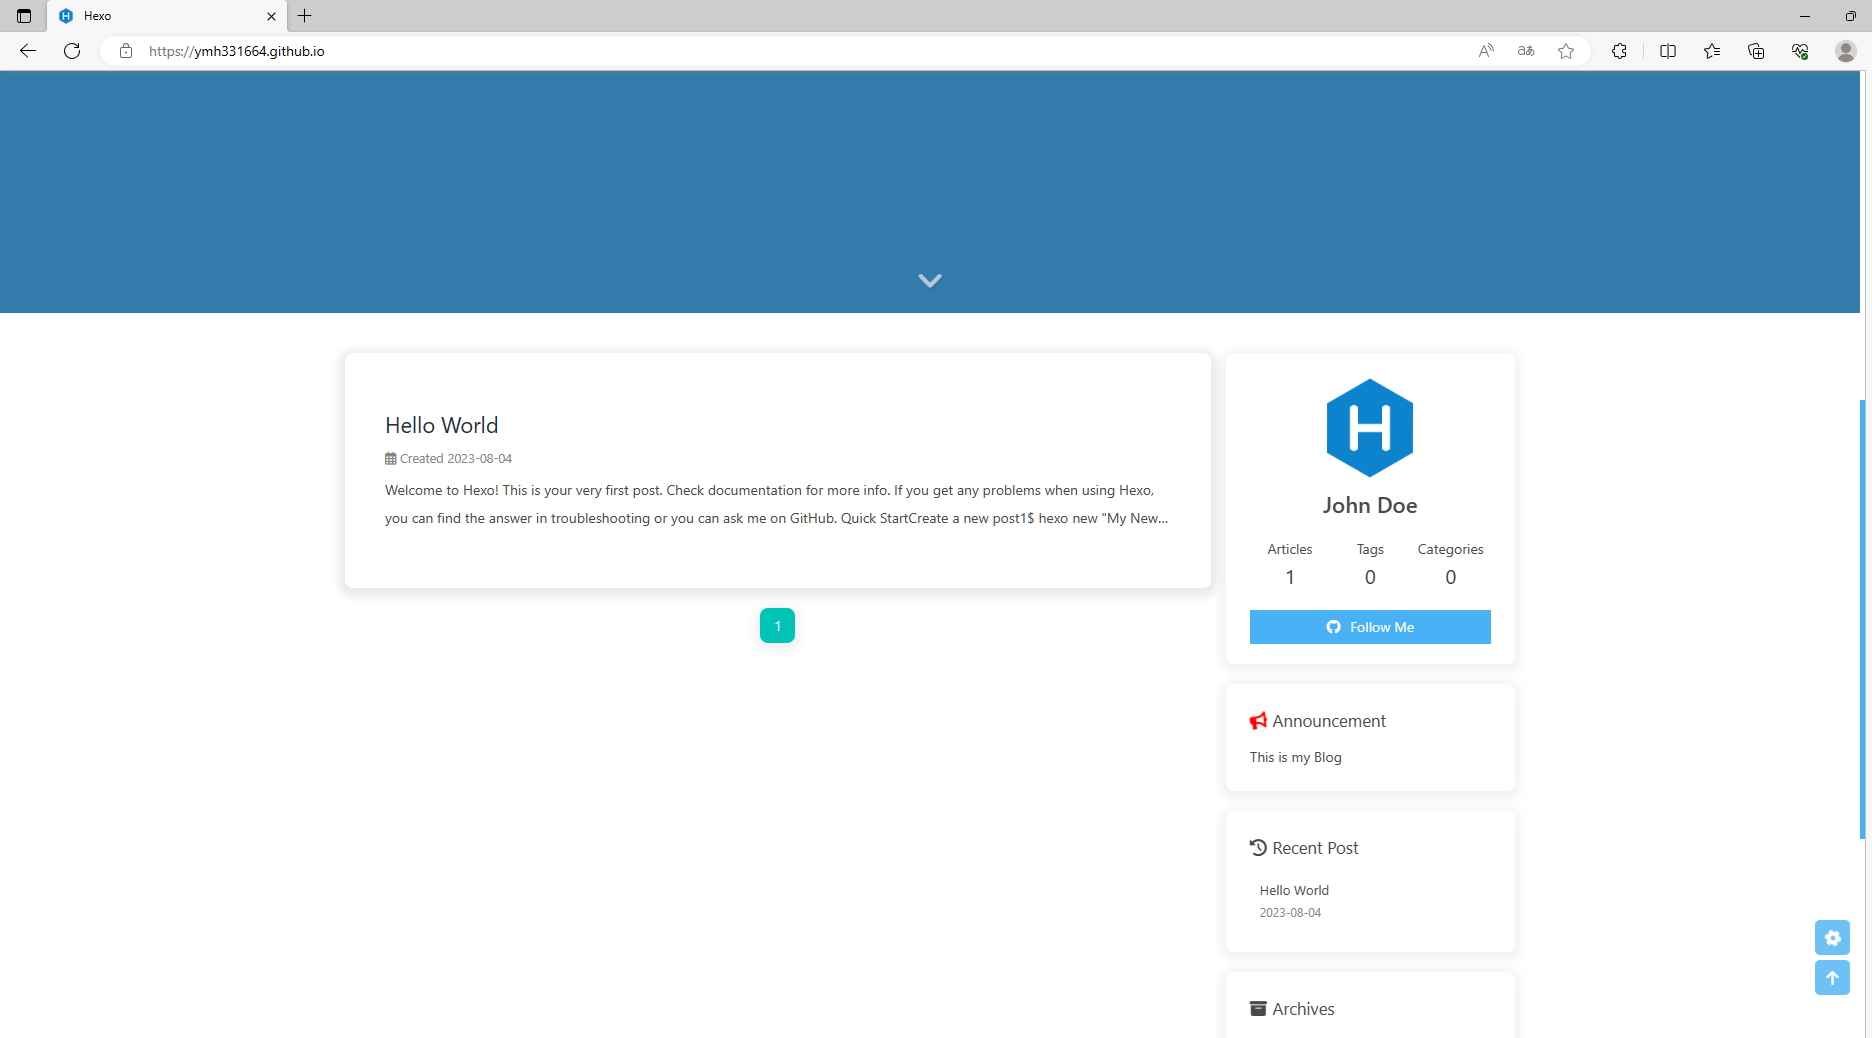 Hexo
https://ymh331664.github.io
Hello World
Created 2023-08-04
Welcome to Hexo! This is your very first post. Check documentation for more info. If you get any problems when using Hexo,
you can find the answer in troubleshooting or you can ask me on GitHub. Quick StartCreate a new post1$ hexo new "My New...
1
John Doe
Articles Tags Categories
1 0 0
Follow Me
Announcement
This is my Blog
Recent Post
Hello World
2023-08-04
Archives